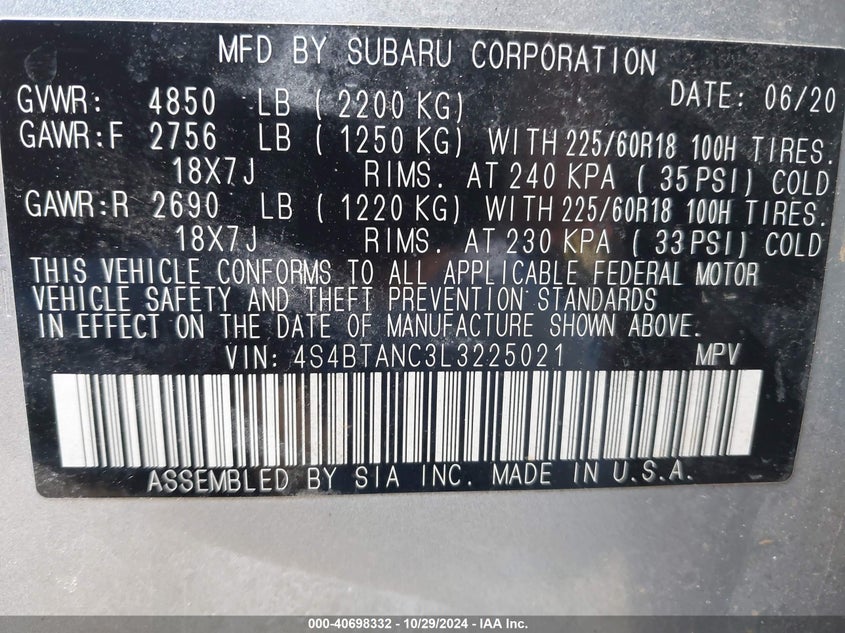 MFD BY SUBARU CORPORATION
GVWR: 4850 LB ( 2200 KG) DATE: 06/20
GAWR:F 2756 LB ( 1250 KG) WITH 225/60R18 100H TIRES.
18X7J RIMS. AT 240 KPA ( 35 PSI) COLD
GAWR:R 2690 LB ( 1220 KG) WITH 225/60R18 100H TIRES.
18X7J RIMS. AT 230 KPA ( 33 PSI) COLD
THIS VEHICLE CONFORMS TO ALL APPLICABLE FEDERAL MOTOR
VEHICLE SAFETY AND THEFT PREVENTION STANDARDS
IN EFFECT ON THE DATE OF MANUFACTURE SHOWN ABOVE.
VIN: 4S4BTANC3L3225021 MPV
ASSEMBLED BY SIA INC. MADE IN U.S.A.
000-40698332 - 10/29/2024 - IAA Inc.